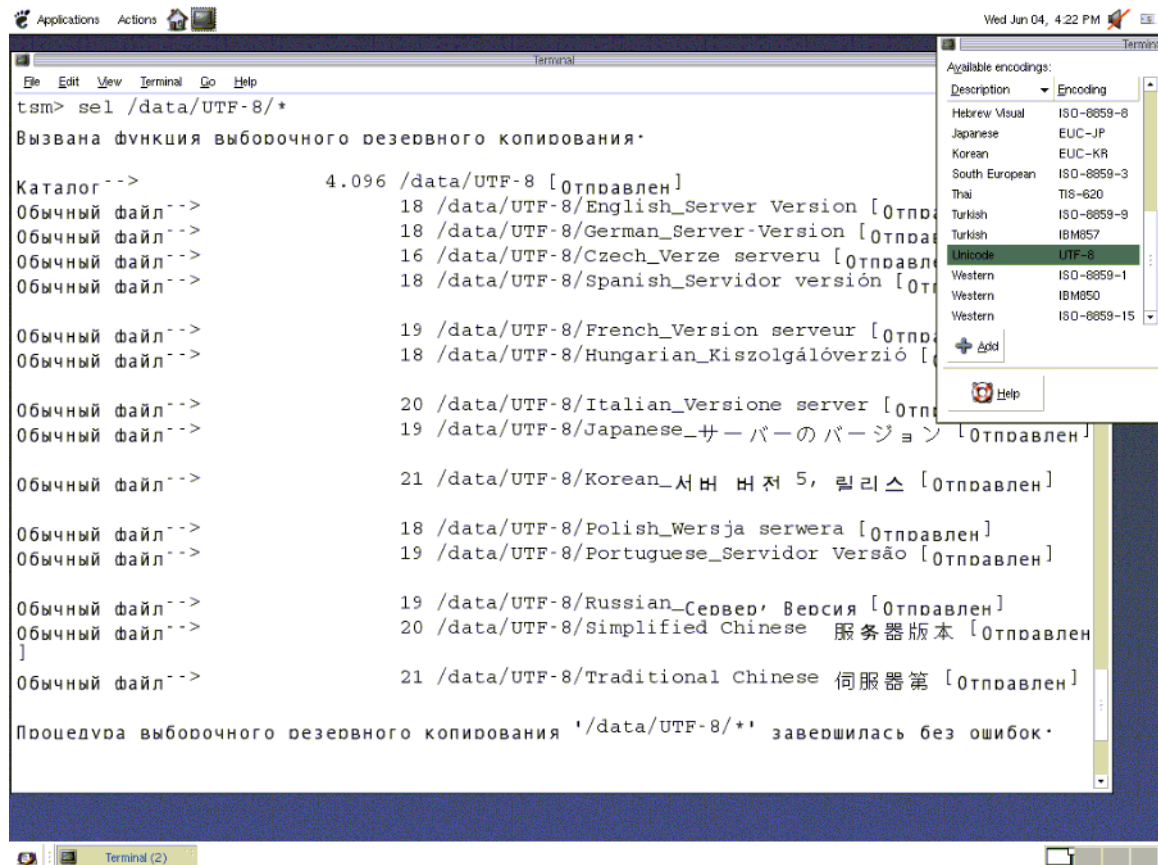 Applications Actions Wed Jun 04, 4:22 PM
Terminal
File Edit View Terminal Go Help
tsm> sel /data/UTF-8/*
Вызвана функция выборочного резервного копирования.
Каталог--> 4.096 /data/UTF-8 [Отправлен]
Обычный файл--> 18 /data/UTF-8/English_Server Version [
Обычный файл--> 18 /data/UTF-8/German_Server-Version [
Обычный файл--> 16 /data/UTF-8/Czech_Verze serveru [
Обычный файл--> 18 /data/UTF-8/Spanish_Servidor versión [
Обычный файл--> 19 /data/UTF-8/French_Version serveur [
Обычный файл--> 18 /data/UTF-8/Hungarian_Kiszolgálóverzió [
Обычный файл--> 20 /data/UTF-8/Italian_Versione server [
Обычный файл--> 19 /data/UTF-8/Japanese_サーバーのバージョン [Отправлен]
Обычный файл--> 21 /data/UTF-8/Korean_서버 버전 5, 릴리스 [Отправлен]
Обычный файл--> 18 /data/UTF-8/Polish_Wersja serwera [Отправлен]
Обычный файл--> 19 /data/UTF-8/Portuguese_Servidor Versão [Отправлен]
Обычный файл--> 19 /data/UTF-8/Russian_Сервер, Версия [Отправлен]
Обычный файл--> 20 /data/UTF-8/Simplified Chinese 服务器版本 [Отправлен
]
Обычный файл--> 21 /data/UTF-8/Traditional Chinese 伺服器第 [Отправлен]
Процедура выборочного резервного копирования '/data/UTF-8/*' завершилась без ошибок.
Available encodings:
Description Encoding
Hebrew Visual ISO-8859-8
Japanese EUC-JP
Korean EUC-KR
South European ISO-8859-3
Thai TIS-620
Turkish ISO-8859-9
Turkish IBM857
Unicode UTF-8
Western ISO-8859-1
Western IBM850
Western ISO-8859-15
Add
Help
Terminal (2)